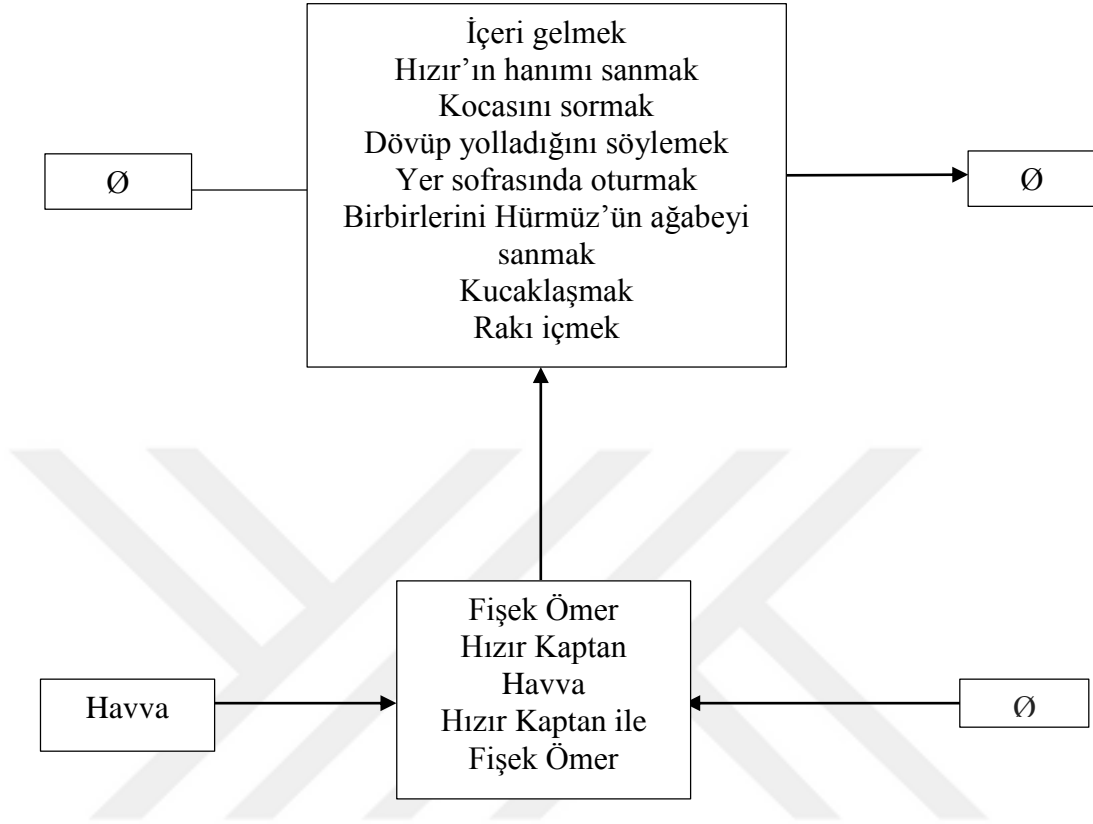 İçeri gelmek
Hızır’ın hanımı sanmak
Kocasını sormak
Dövüp yolladığını söylemek
Yer sofrasında oturmak
Birbirlerini Hürmüz’ün ağabeyi
sanmak
Kucaklaşmak
Rakı içmek
Ø
Ø
Fişek Ömer
Hızır Kaptan
Havva
Hızır Kaptan ile
Fişek Ömer
Havva
Ø